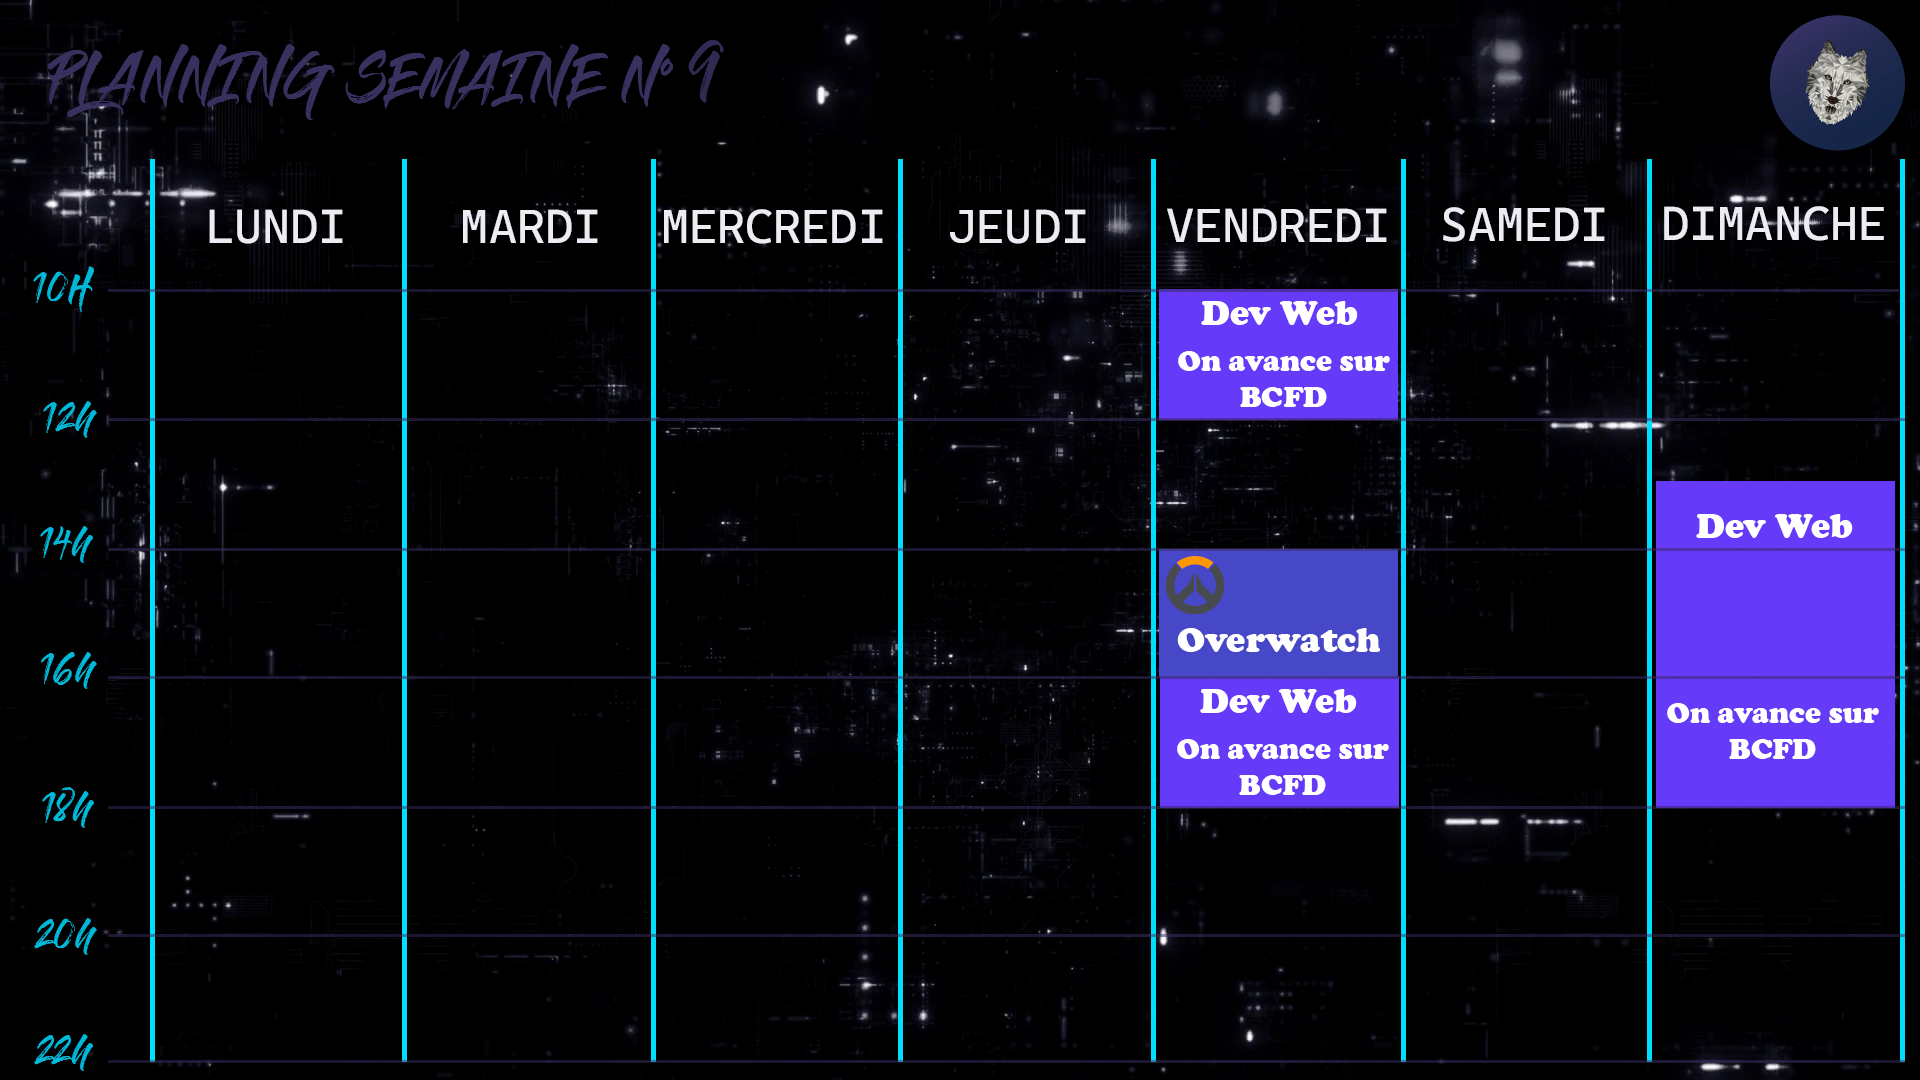 PLANNING SEMAINE N° 9
LUNDI
MARDI
MERCREDI
JEUDI
VENDREDI
SAMEDI
DIMANCHE
10H
Dev Web
On avance sur
BCFD
12h
Dev Web
14h
Overwatch
16h
Dev Web
On avance sur
BCFD
On avance sur
BCFD
18h
20h
22h